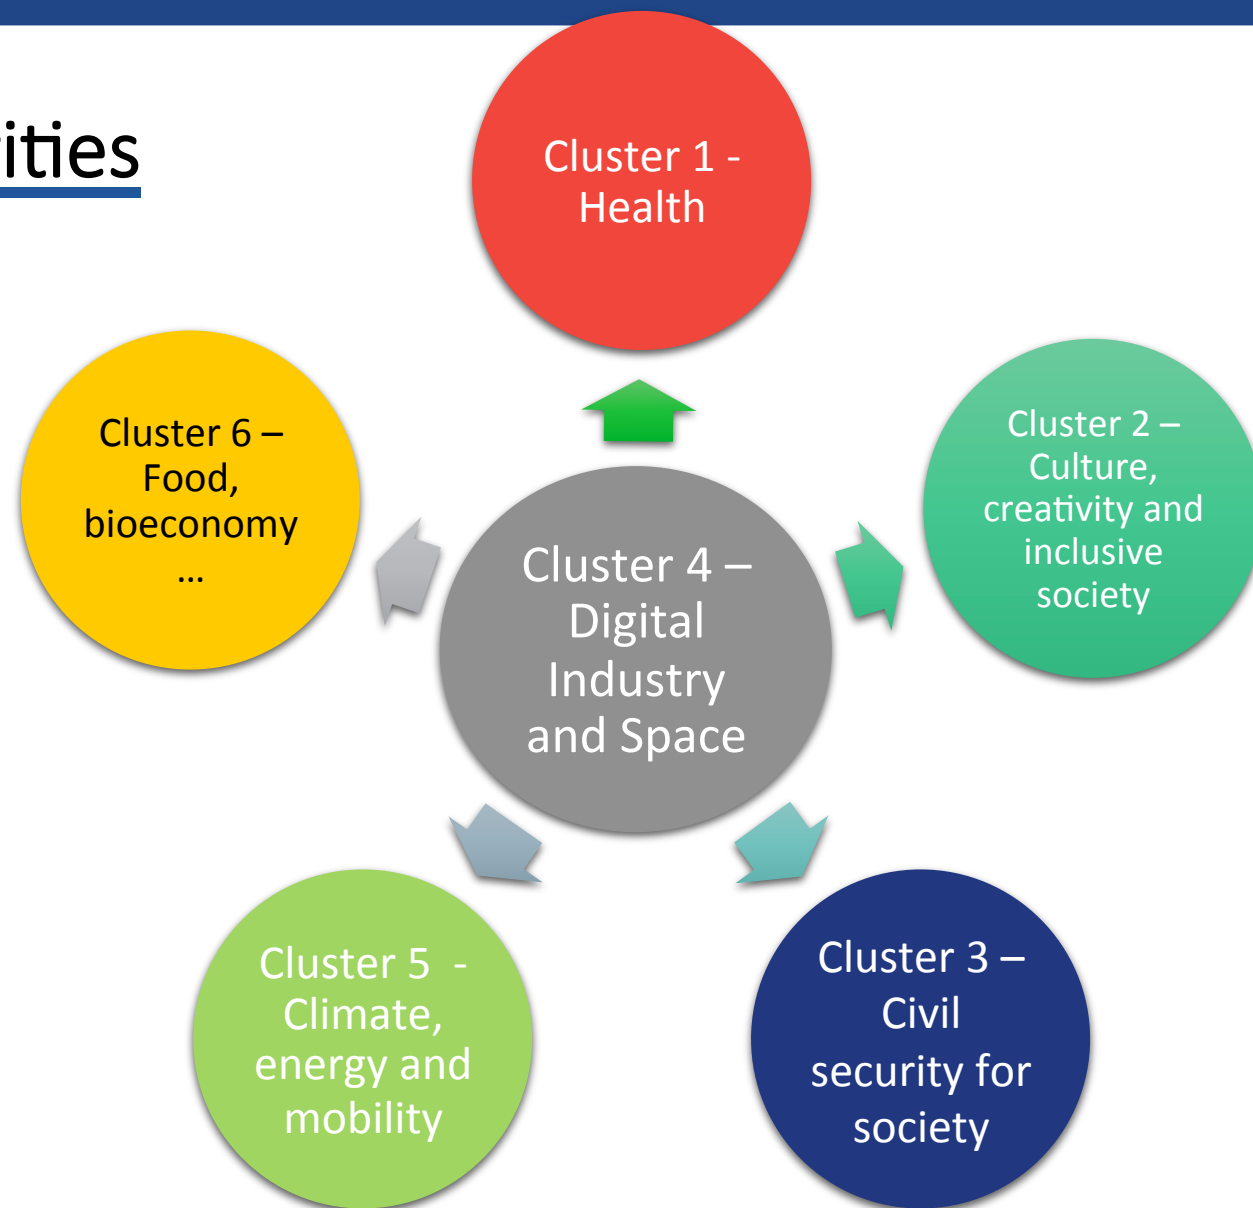 ities
Cluster 1 -
Health
Cluster 2 –
Culture,
creativity and
inclusive
society
Cluster 3 –
Civil
security for
society
Cluster 4 –
Digital
Industry
and Space
Cluster 5 -
Climate,
energy and
mobility
Cluster 6 –
Food,
bioeconomy
...